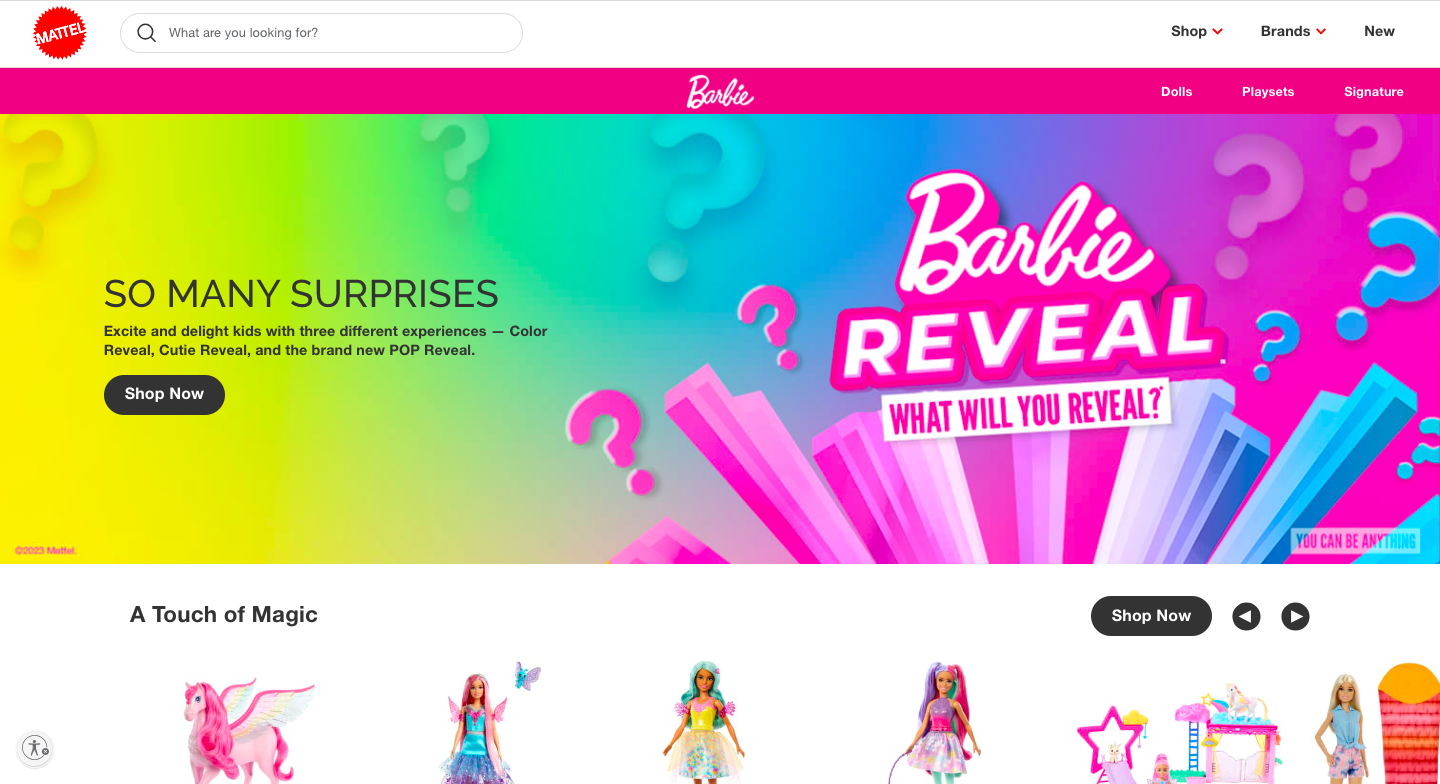 MATTEL
What are you looking for?
Shop
Brands
New
Barbie
Dolls
Playsets
Signature
SO MANY SURPRISES
Excite and delight kids with three different experiences — Color
Reveal, Cutie Reveal, and the brand new POP Reveal.
Shop Now
Barbie
REVEAL
WHAT WILL YOU REVEAL?
©2023 Mattel.
YOU CAN BE ANYTHING
A Touch of Magic
Shop Now